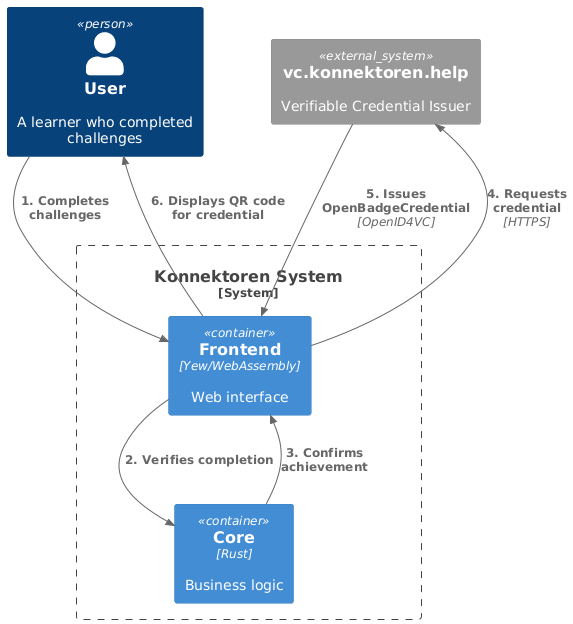 «person»
User
A learner who completed
challenges
«external_system»
vc.konnektoren.help
Verifiable Credential Issuer
1. Completes
challenges
6. Displays QR code
for credential
5. Issues
OpenBadgeCredential
[OpenID4VC]
4. Requests
credential
[HTTPS]
Konnektoren System
[System]
«container»
Frontend
[Yew/WebAssembly]
Web interface
2. Verifies completion
3. Confirms
achievement
«container»
Core
[Rust]
Business logic